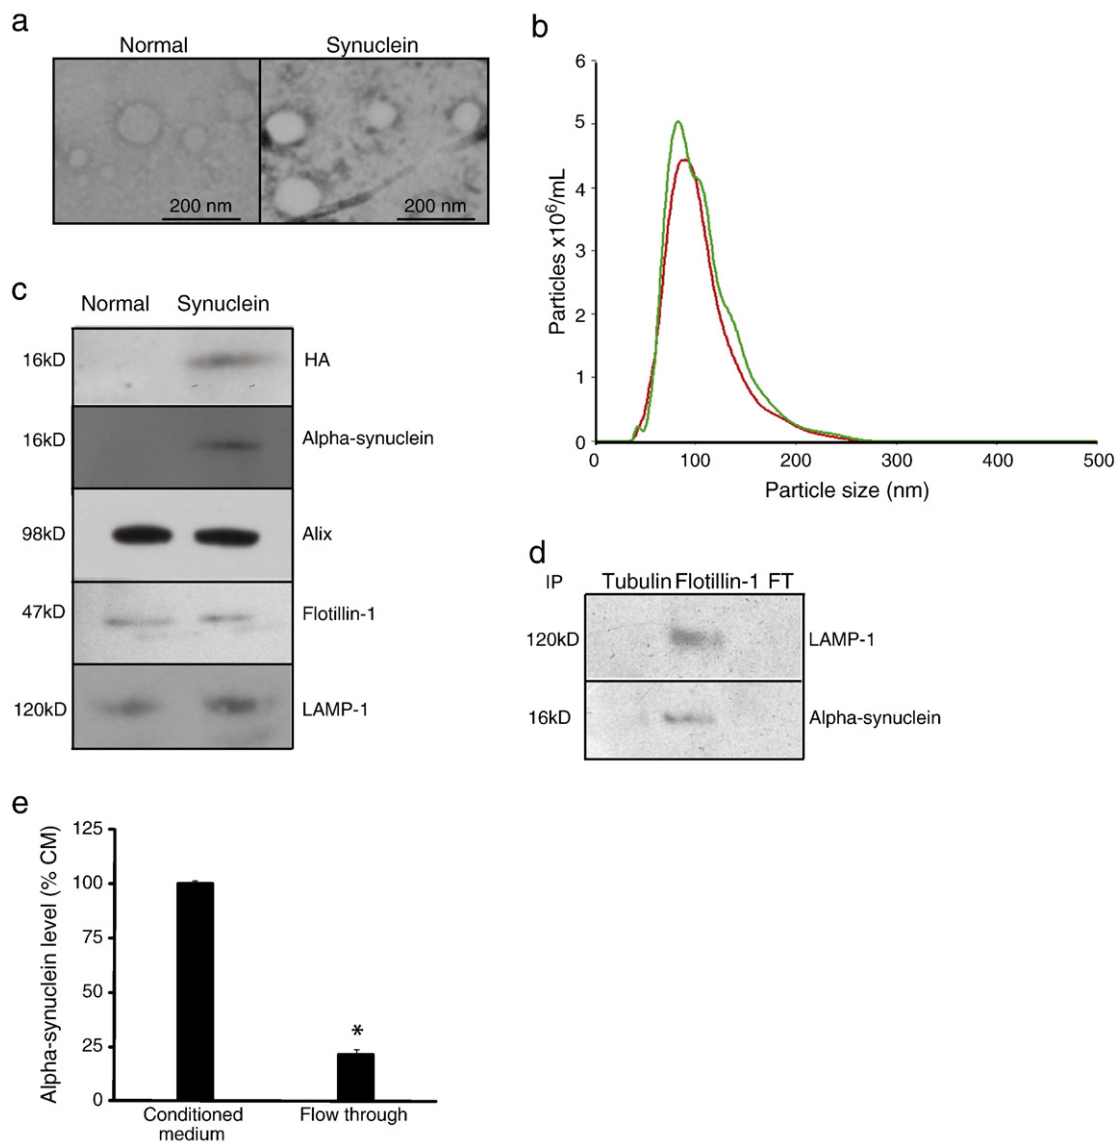 a
Normal Synuclein
200 nm 200 nm
b
6
5
4
3
2
1
0
Particles x10⁶/mL
0 100 200 300 400 500
Particle size (nm)
c
Normal Synuclein
16kD HA
16kD Alpha-synuclein
98kD Alix
47kD Flotillin-1
120kD LAMP-1
d
IP Tubulin Flotillin-1 FT
120kD LAMP-1
16kD Alpha-synuclein
e
Alpha-synuclein level (% CM)
125
100
75
50
25
0
*
Conditioned
medium
Flow through